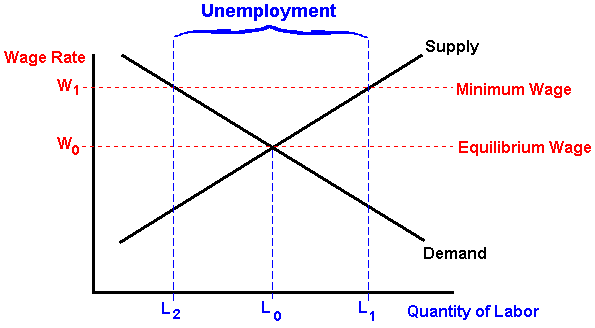 Unemployment
Supply
Wage Rate
W1
Minimum Wage
W0
Equilibrium Wage
Demand
L2
L0
L1
Quantity of Labor